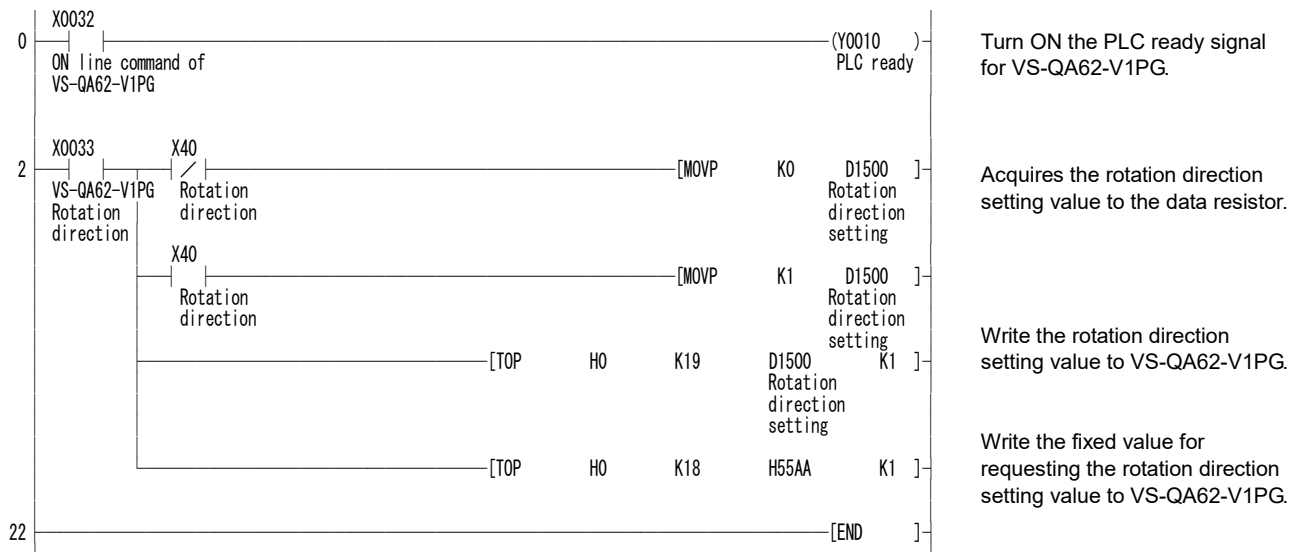 X0032
0 (Y0010 )
ON line command of
VS-QA62-V1PG
PLC ready
Turn ON the PLC ready signal
for VS-QA62-V1PG.
X0033 X40
2 [MOVP K0 D1500 ]
VS-QA62-V1PG
Rotation
direction
Rotation
direction
Rotation
direction
setting
Acquires the rotation direction
setting value to the data resistor.
X40
[MOVP K1 D1500 ]
Rotation
direction
Rotation
direction
setting
[TOP H0 K19 D1500 K1 ]
Rotation
direction
setting
Write the rotation direction
setting value to VS-QA62-V1PG.
[TOP H0 K18 H55AA K1 ]
Write the fixed value for
requesting the rotation direction
setting value to VS-QA62-V1PG.
22 [END ]